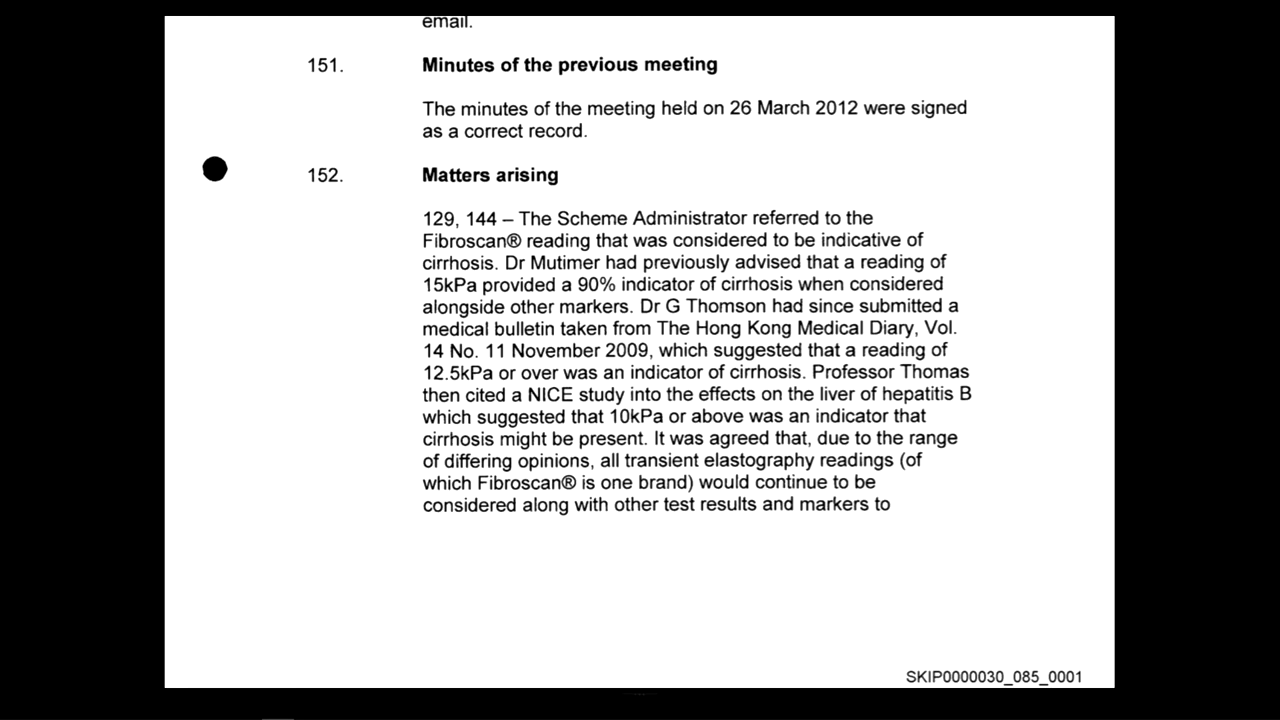 email.
151. Minutes of the previous meeting
The minutes of the meeting held on 26 March 2012 were signed
as a correct record.
152. Matters arising
129, 144 – The Scheme Administrator referred to the
Fibroscan® reading that was considered to be indicative of
cirrhosis. Dr Mutimer had previously advised that a reading of
15kPa provided a 90% indicator of cirrhosis when considered
alongside other markers. Dr G Thomson had since submitted a
medical bulletin taken from The Hong Kong Medical Diary, Vol.
14 No. 11 November 2009, which suggested that a reading of
12.5kPa or over was an indicator of cirrhosis. Professor Thomas
then cited a NICE study into the effects on the liver of hepatitis B
which suggested that 10kPa or above was an indicator that
cirrhosis might be present. It was agreed that, due to the range
of differing opinions, all transient elastography readings (of
which Fibroscan® is one brand) would continue to be
considered along with other test results and markers to
SKIP0000030_085_0001